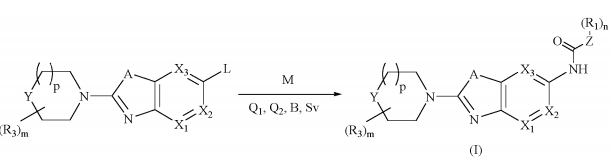 (R₁)ₙ
O Z
( )p A X₃ L M ( )p A X₃ NH
Y N X₂ Y N X₂
N X₁ Q₁, Q₂, B, Sv N X₁
(R₃)ₘ (R₃)ₘ
(I)